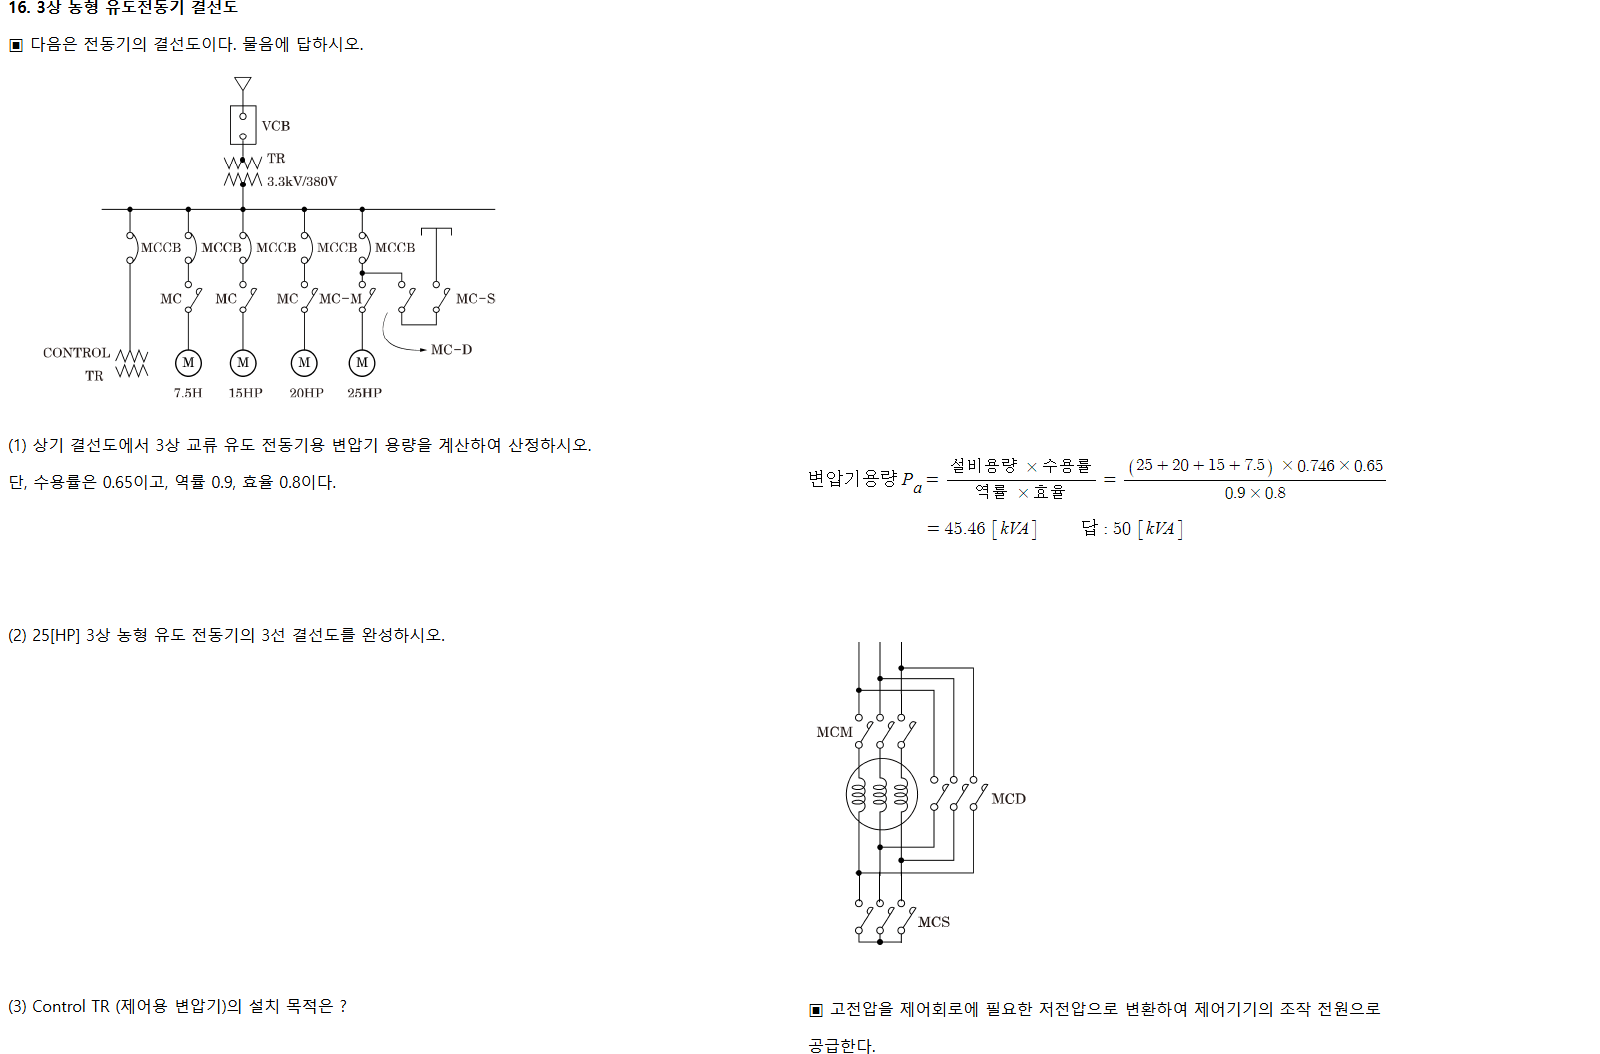 16. 3상 농형 유도전동기 결선도
▣ 다음은 전동기의 결선도이다. 물음에 답하시오.
VCB
TR
3.3kV/380V
MCCB MCCB MCCB MCCB MCCB
MC MC MC MC-M MC-S
MC-D
CONTROL
TR
M M M M
7.5H 15HP 20HP 25HP
(1) 상기 결선도에서 3상 교류 유도 전동기용 변압기 용량을 계산하여 산정하시오.
단, 수용률은 0.65이고, 역률 0.9, 효율 0.8이다.
변압기용량 P_a = 설비용량 × 수용률 / 역률 × 효율 = (25 + 20 + 15 + 7.5) × 0.746 × 0.65 / 0.9 × 0.8
= 45.46 [kVA] 답 : 50 [kVA]
(2) 25[HP] 3상 농형 유도 전동기의 3선 결선도를 완성하시오.
MCM
MCD
MCS
(3) Control TR (제어용 변압기)의 설치 목적은 ?
▣ 고전압을 제어회로에 필요한 저전압으로 변환하여 제어기기의 조작 전원으로
공급한다.